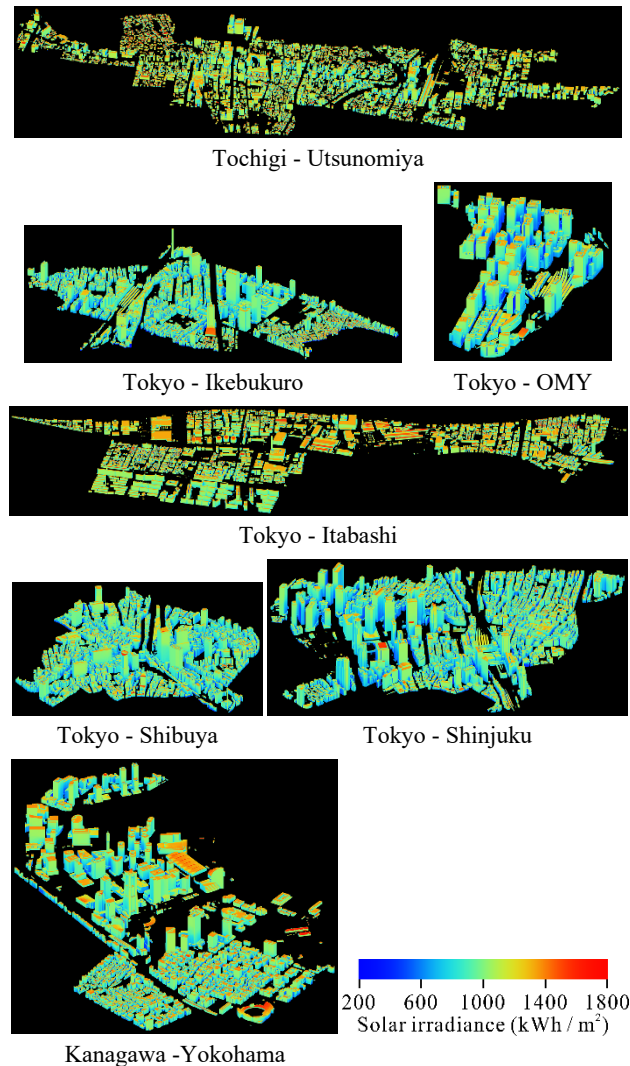 Tochigi - Utsunomiya
Tokyo - Ikebukuro
Tokyo - OMY
Tokyo - Itabashi
Tokyo - Shibuya
Tokyo - Shinjuku
200 600 1000 1400 1800
Solar irradiance (kWh / m²)
Kanagawa -Yokohama